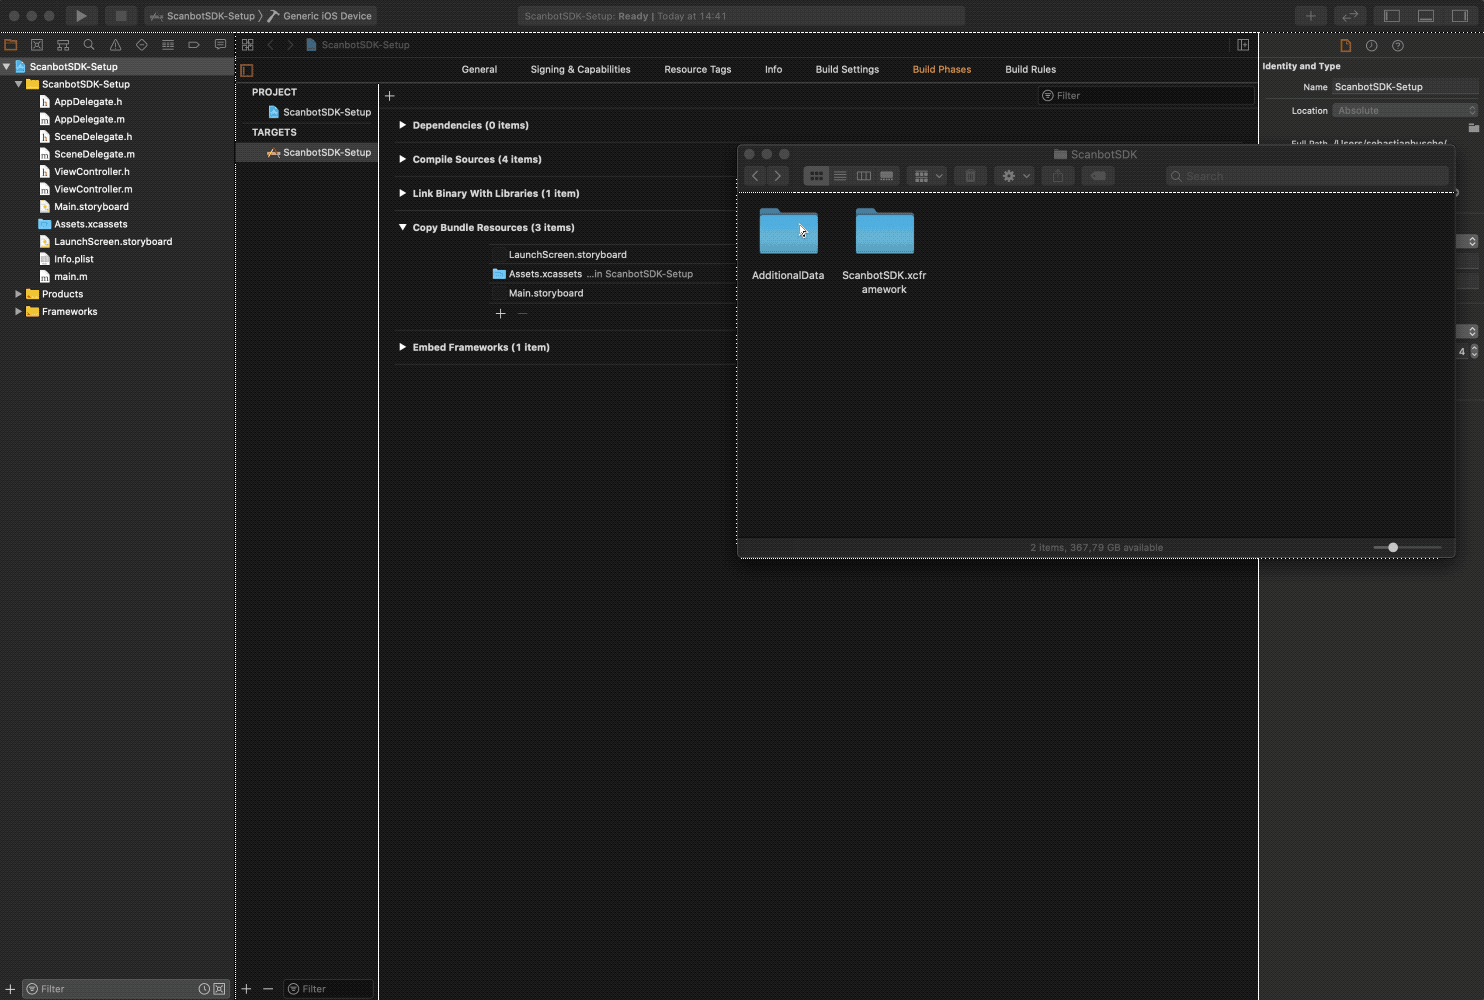 ScanbotSDK-Setup
Generic iOS Device
ScanbotSDK-Setup: Ready | Today at 14:41
ScanbotSDK-Setup
ScanbotSDK-Setup
AppDelegate.h
AppDelegate.m
SceneDelegate.h
SceneDelegate.m
ViewController.h
ViewController.m
Main.storyboard
Assets.xcassets
LaunchScreen.storyboard
Info.plist
main.m
Products
Frameworks
Filter
ScanbotSDK-Setup
General
Signing & Capabilities
Resource Tags
Info
Build Settings
Build Phases
Build Rules
PROJECT
ScanbotSDK-Setup
TARGETS
ScanbotSDK-Setup
Filter
Filter
Dependencies (0 items)
Compile Sources (4 items)
Link Binary With Libraries (1 item)
Copy Bundle Resources (3 items)
LaunchScreen.storyboard
Assets.xcassets ...in ScanbotSDK-Setup
Main.storyboard
Embed Frameworks (1 item)
ScanbotSDK
Search
AdditionalData
ScanbotSDK.xcfr
amework
2 items, 367,79 GB available
Identity and Type
Name ScanbotSDK-Setup
Location Absolute
Full Path /Users/sebastianhusche/
4